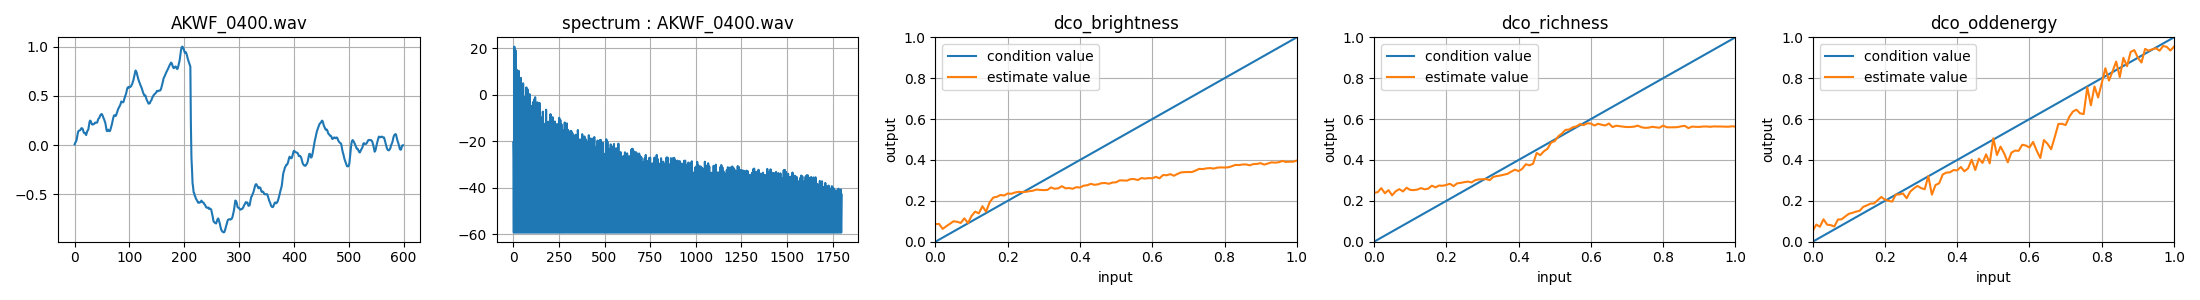 AKWF_0400.wav
1.0
0.5
0.0
−0.5
0 100 200 300 400 500 600
spectrum : AKWF_0400.wav
20
0
−20
−40
−60
0 250 500 750 1000 1250 1500 1750
dco_brightness
condition value
estimate value
output
1.0
0.8
0.6
0.4
0.2
0.0
0.0 0.2 0.4 0.6 0.8 1.0
input
dco_richness
condition value
estimate value
output
1.0
0.8
0.6
0.4
0.2
0.0
0.0 0.2 0.4 0.6 0.8 1.0
input
dco_oddenergy
condition value
estimate value
output
1.0
0.8
0.6
0.4
0.2
0.0
0.0 0.2 0.4 0.6 0.8 1.0
input